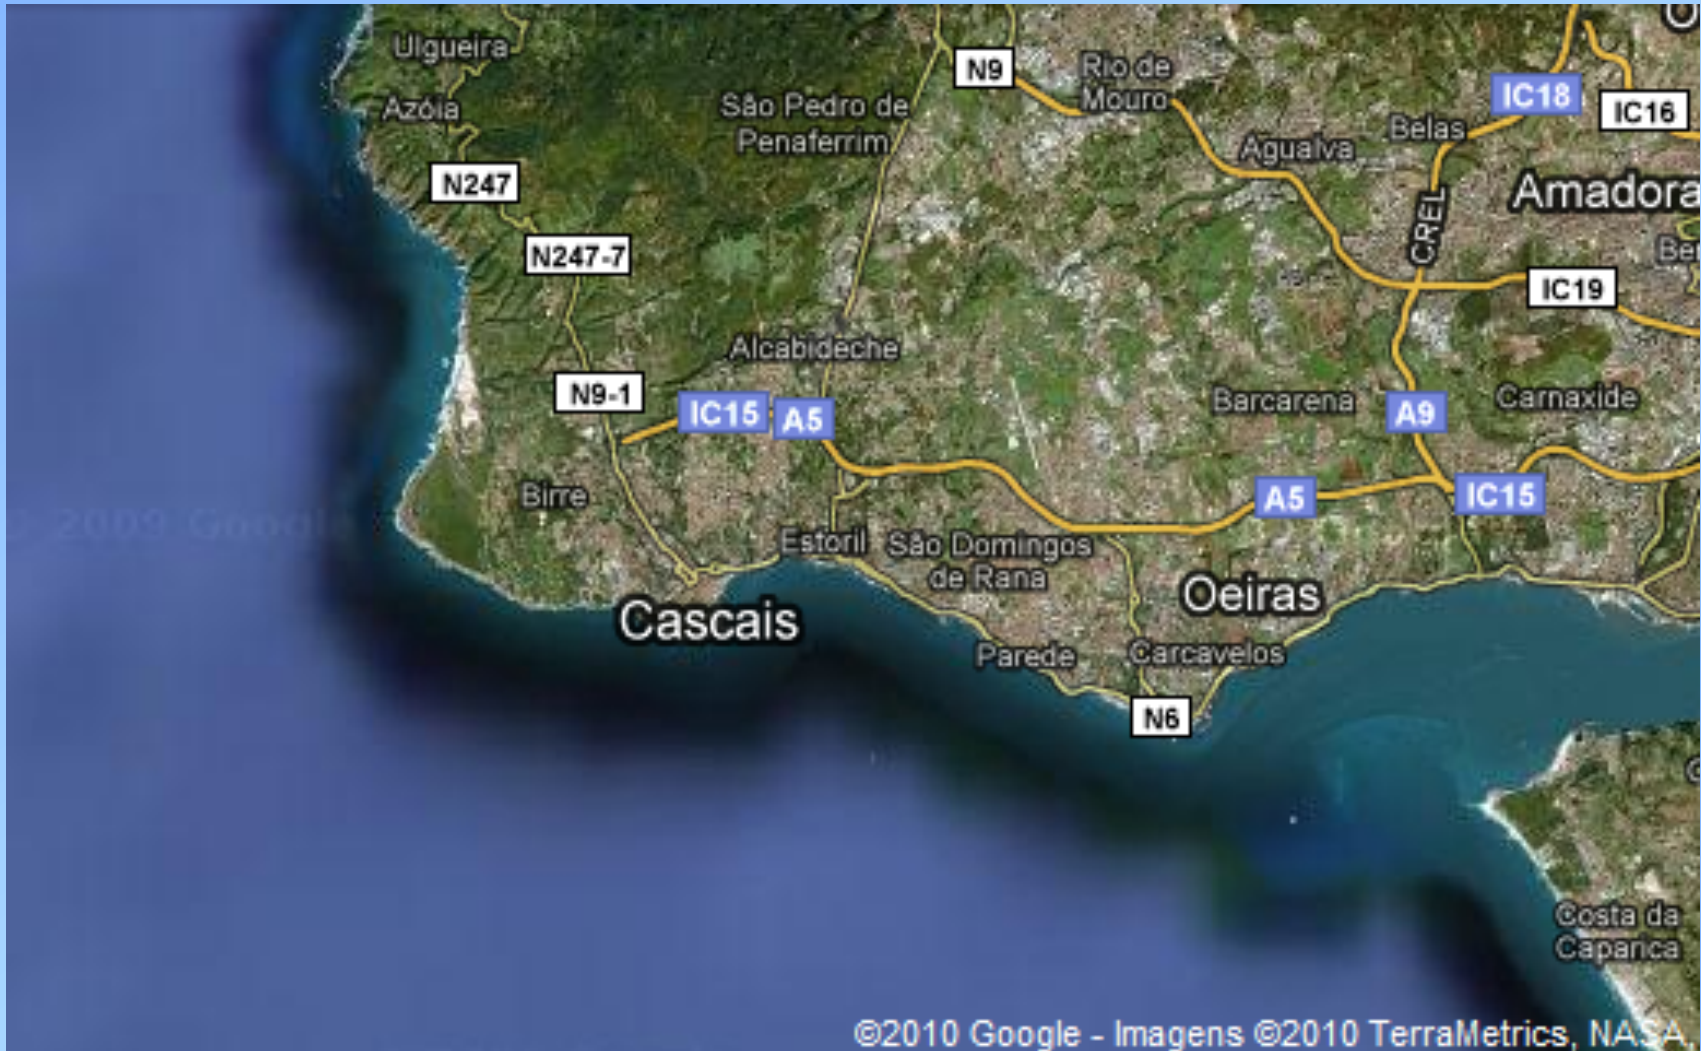 Ulgueira
Azóia
N247
N247-7
São Pedro de
Penaferrim
N9
Rio de
Mouro
Agualva
Belas
IC18
IC16
Amadora
CREL
IC19
Alcabideche
N9-1
IC15
A5
Barcarena
A9
Carnaxide
Birre
A5
IC15
© 2009 Google
Estoril
São Domingos
de Rana
Oeiras
Cascais
Parede
Carcavelos
N6
Costa da
Caparica
©2010 Google - Imagens ©2010 TerraMetrics, NASA,